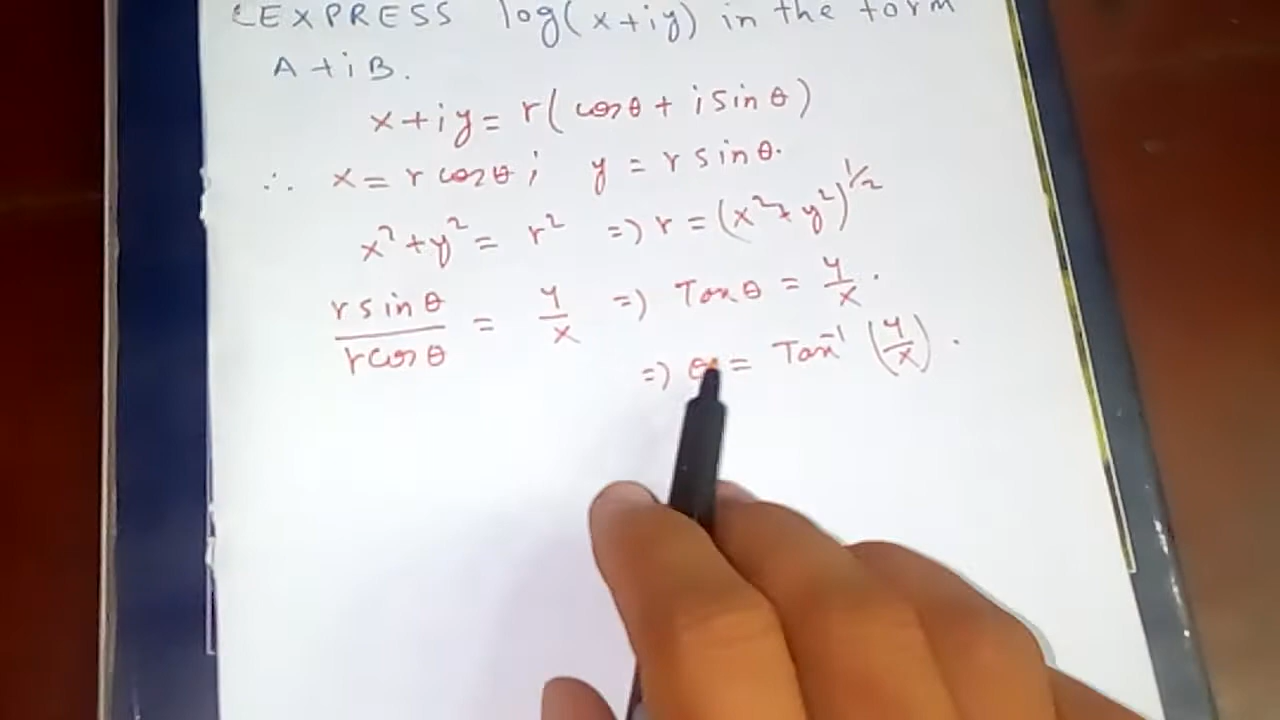 EXPRESS log(x+iy) in the form
A+iB.
x+iy = r(cosθ + i sinθ)
∴ x = r cosθ; y = r sinθ.
x²+y² = r² => r = (x²+y²)^1/2
r sinθ / r cosθ = y/x => Tanθ = y/x.
=> θ = Tan⁻¹ (y/x).